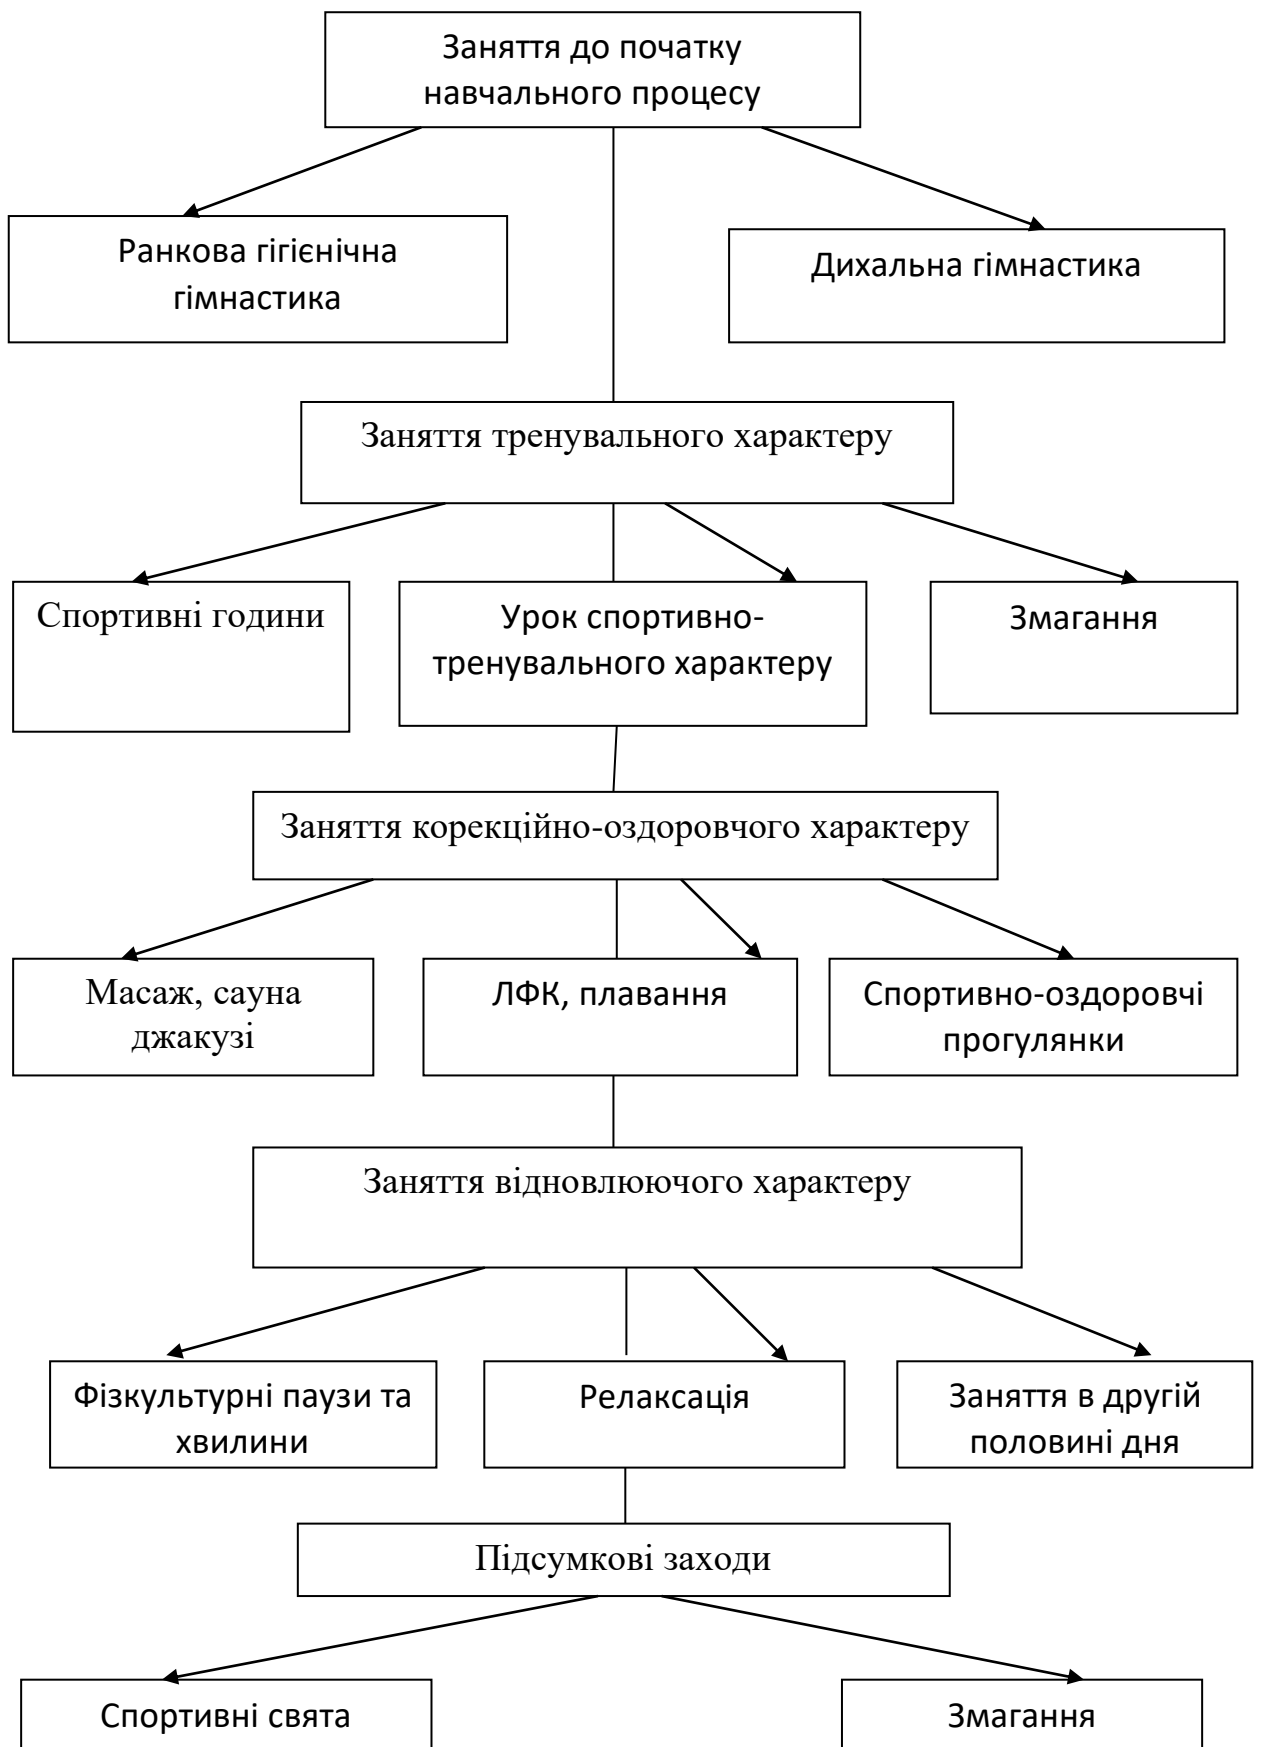 Заняття до початку
навчального процесу
Ранкова гігієнічна
гімнастика
Дихальна гімнастика
Заняття тренувального характеру
Спортивні години
Урок спортивно-
тренувального характеру
Змагання
Заняття корекційно-оздоровчого характеру
Масаж, сауна
джакузі
ЛФК, плавання
Спортивно-оздоровчі
прогулянки
Заняття відновлюючого характеру
Фізкультурні паузи та
хвилини
Релаксація
Заняття в другій
половині дня
Підсумкові заходи
Спортивні свята
Змагання